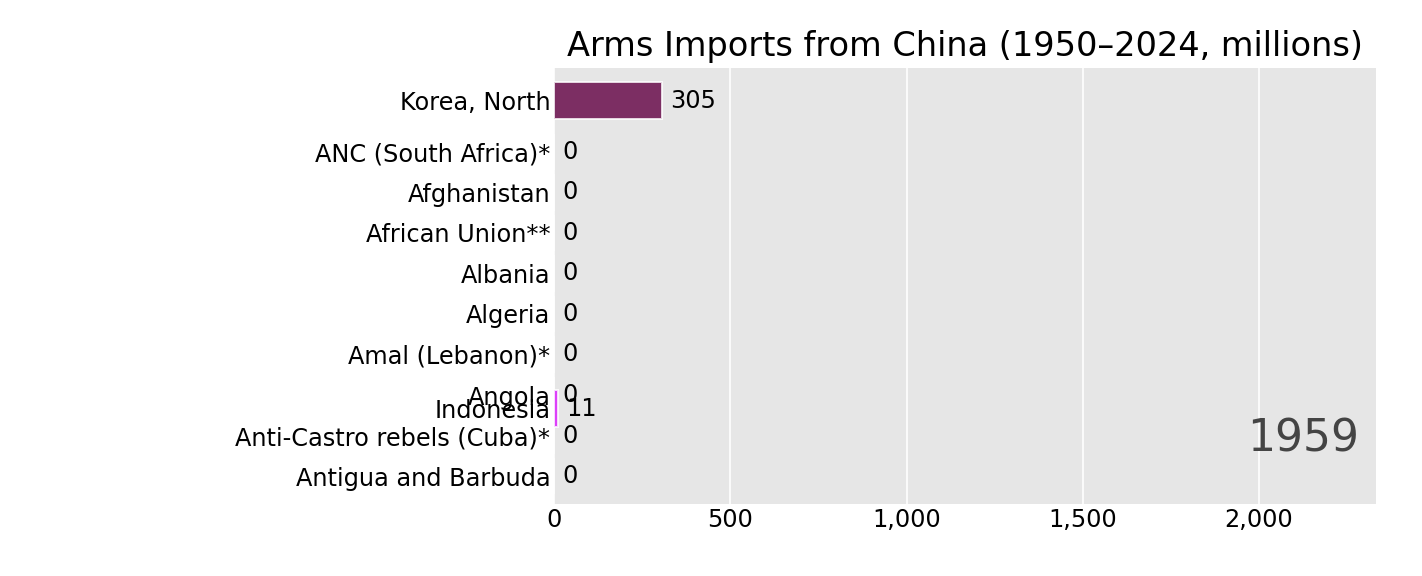 Arms Imports from China (1950–2024, millions)
Korea, North 305
ANC (South Africa)* 0
Afghanistan 0
African Union** 0
Albania 0
Algeria 0
Amal (Lebanon)* 0
Angola 0
Indonesia 11
Anti-Castro rebels (Cuba)* 0
1959
Antigua and Barbuda 0
0 500 1,000 1,500 2,000